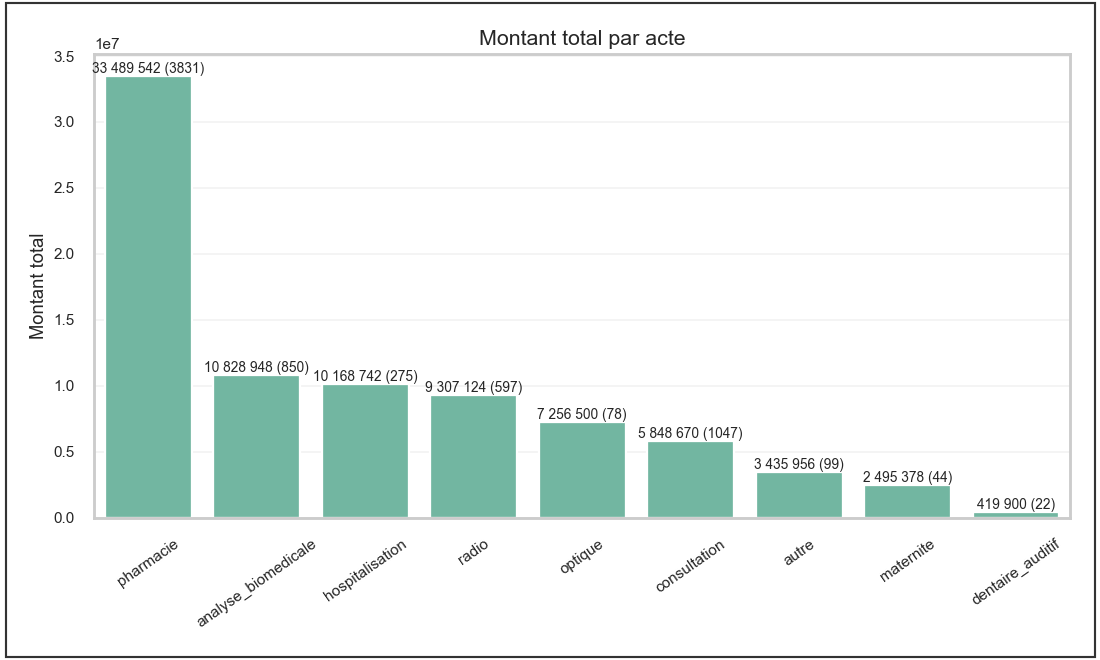 Montant total par acte
1e7
Montant total
3.5
3.0
2.5
2.0
1.5
1.0
0.5
0.0
33 489 542 (3831)
10 828 948 (850)
10 168 742 (275)
9 307 124 (597)
7 256 500 (78)
5 848 670 (1047)
3 435 956 (99)
2 495 378 (44)
419 900 (22)
pharmacie
analyse_biomedicale
hospitalisation
radio
optique
consultation
autre
maternite
dentaire_auditif